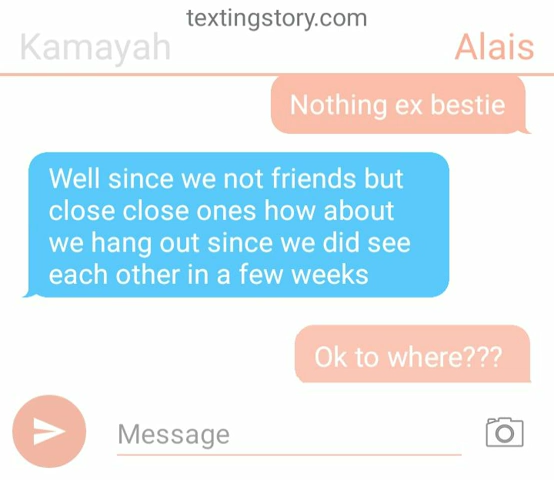 textingstory.com
Kamayah
Alais
Nothing ex bestie
Well since we not friends but
close close ones how about
we hang out since we did see
each other in a few weeks
Ok to where???
Message